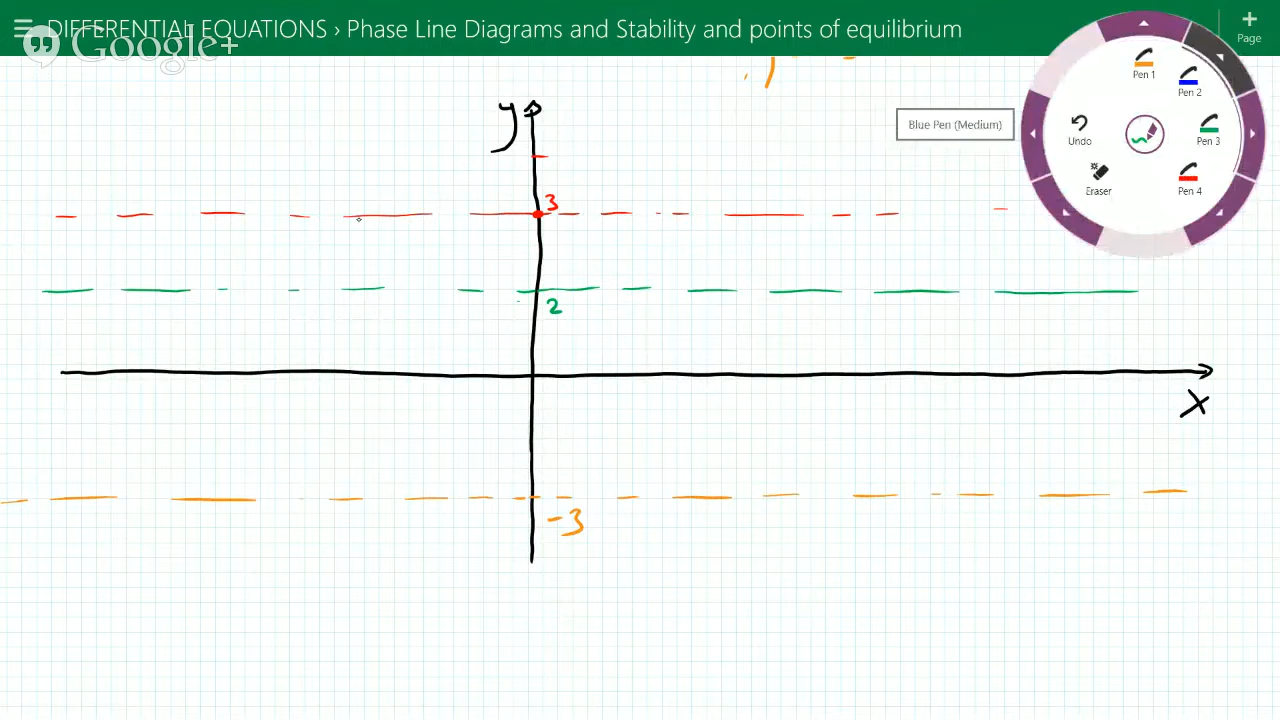 DIFFERENTIAL EQUATIONS › Phase Line Diagrams and Stability and points of equilibrium
Google+
Page
Pen 1
Pen 2
Blue Pen (Medium)
Undo
Pen 3
Eraser
Pen 4
y
3
2
x
-3